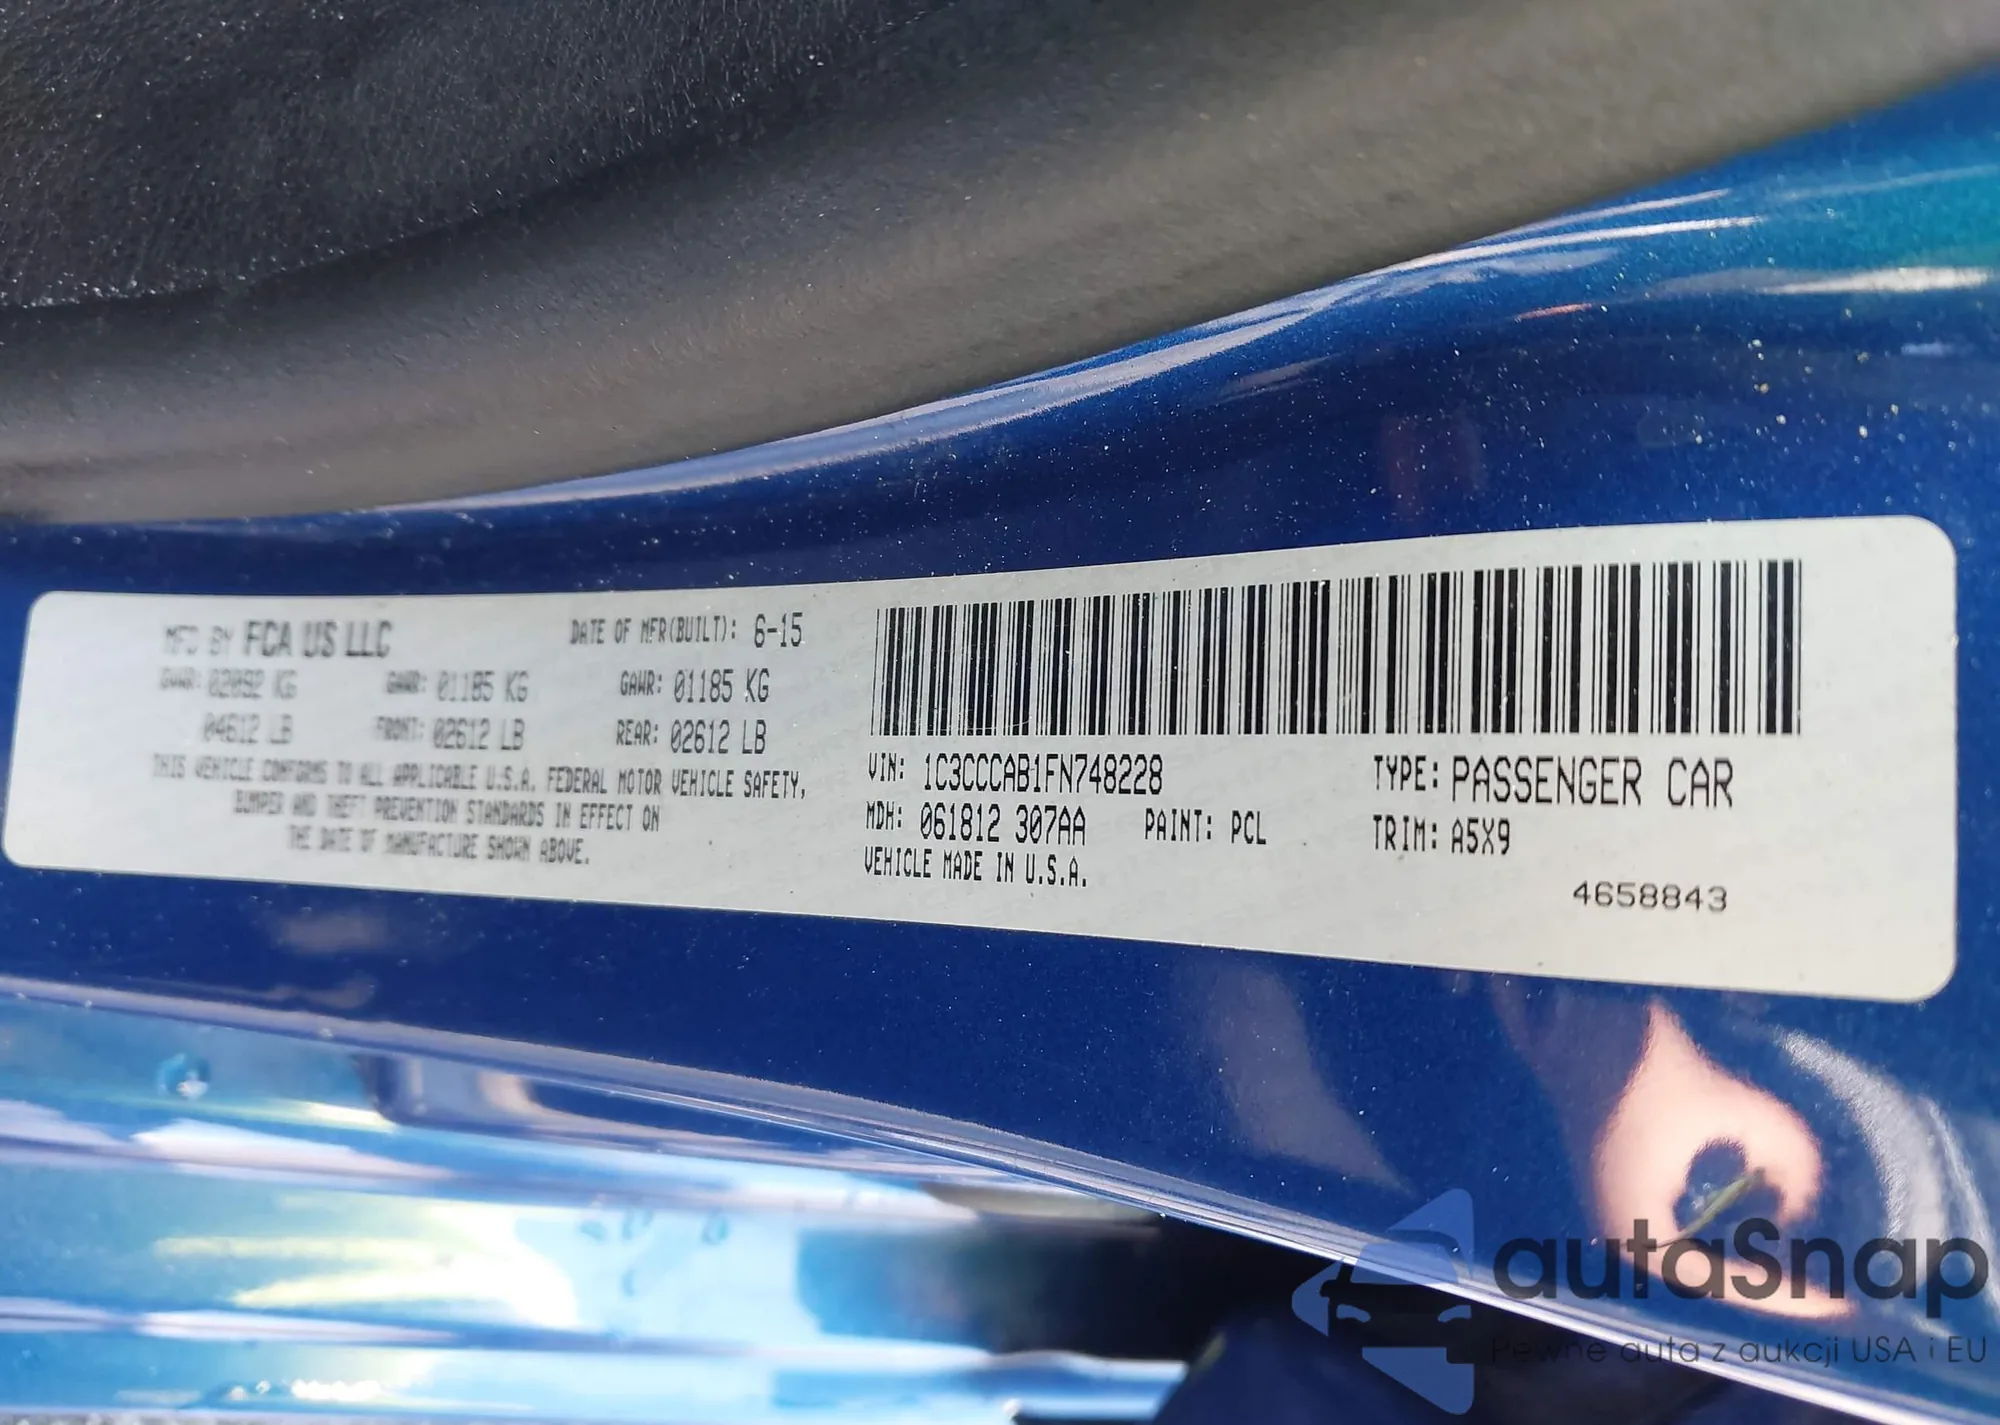 MFD BY FCA US LLC DATE OF MFR(BUILT): 6-15
GVWR: 02092 KG GAWR: 01185 KG GAWR: 01185 KG
04612 LB FRONT: 02612 LB REAR: 02612 LB
THIS VEHICLE CONFORMS TO ALL APPLICABLE U.S.A. FEDERAL MOTOR VEHICLE SAFETY,
BUMPER AND THEFT PREVENTION STANDARDS IN EFFECT ON
THE DATE OF MANUFACTURE SHOWN ABOVE.
VIN: 1C3CCCAB1FN748228 TYPE: PASSENGER CAR
MDH: 061812 307AA PAINT: PCL TRIM: A5X9
VEHICLE MADE IN U.S.A.
4658843
autaSnap
Pewne auta z aukcji USA i EU